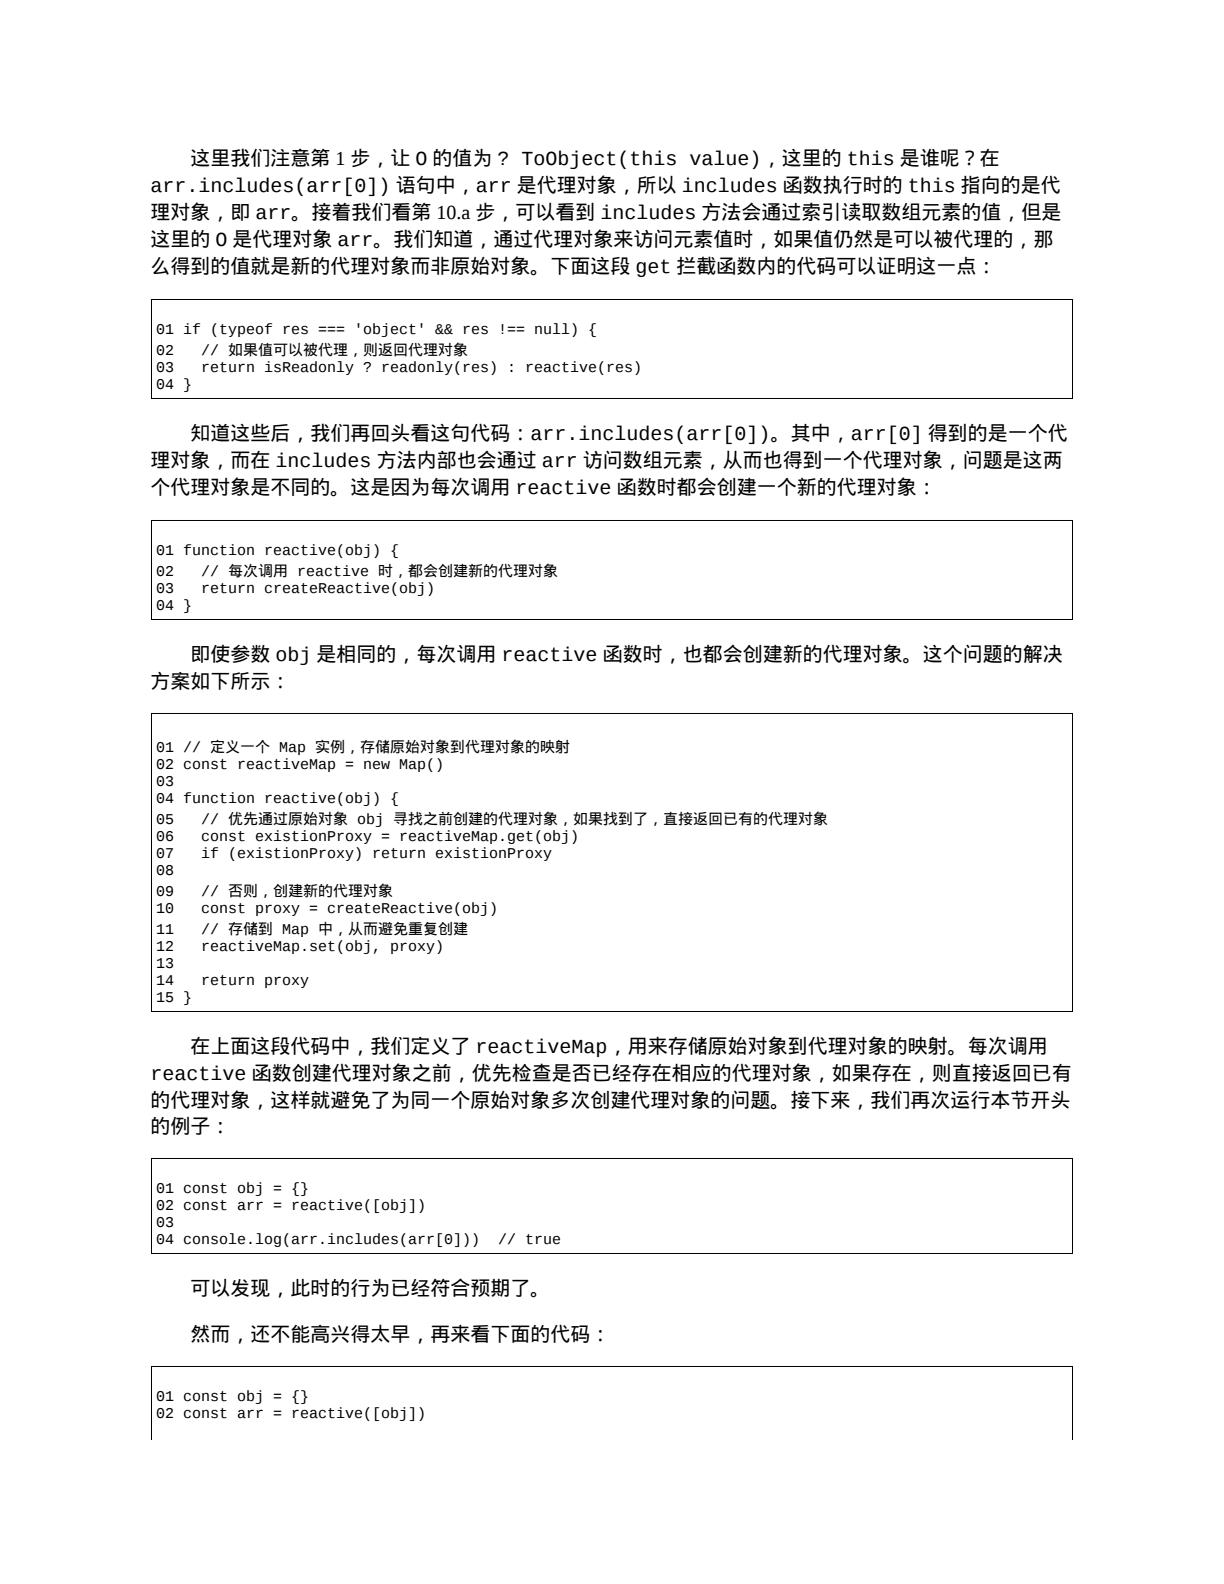 这里我们注意第 1 步，让 O 的值为 ? ToObject(this value)，这里的 this 是谁呢？在
arr.includes(arr[0]) 语句中，arr 是代理对象，所以 includes 函数执行时的 this 指向的是代
理对象，即 arr。接着我们看第 10.a 步，可以看到 includes 方法会通过索引读取数组元素的值，但是
这里的 O 是代理对象 arr。我们知道，通过代理对象来访问元素值时，如果值仍然是可以被代理的，那
么得到的值就是新的代理对象而非原始对象。下面这段 get 拦截函数内的代码可以证明这一点：
01 if (typeof res === 'object' && res !== null) {
02   // 如果值可以被代理，则返回代理对象
03   return isReadonly ? readonly(res) : reactive(res)
04 }
知道这些后，我们再回头看这句代码：arr.includes(arr[0])。其中，arr[0] 得到的是一个代
理对象，而在 includes 方法内部也会通过 arr 访问数组元素，从而也得到一个代理对象，问题是这两
个代理对象是不同的。这是因为每次调用 reactive 函数时都会创建一个新的代理对象：
01 function reactive(obj) {
02   // 每次调用 reactive 时，都会创建新的代理对象
03   return createReactive(obj)
04 }
即使参数 obj 是相同的，每次调用 reactive 函数时，也都会创建新的代理对象。这个问题的解决
方案如下所示：
01 // 定义一个 Map 实例，存储原始对象到代理对象的映射
02 const reactiveMap = new Map()
03
04 function reactive(obj) {
05   // 优先通过原始对象 obj 寻找之前创建的代理对象，如果找到了，直接返回已有的代理对象
06   const existionProxy = reactiveMap.get(obj)
07   if (existionProxy) return existionProxy
08
09   // 否则，创建新的代理对象
10   const proxy = createReactive(obj)
11   // 存储到 Map 中，从而避免重复创建
12   reactiveMap.set(obj, proxy)
13
14   return proxy
15 }
在上面这段代码中，我们定义了 reactiveMap，用来存储原始对象到代理对象的映射。每次调用
reactive 函数创建代理对象之前，优先检查是否已经存在相应的代理对象，如果存在，则直接返回已有
的代理对象，这样就避免了为同一个原始对象多次创建代理对象的问题。接下来，我们再次运行本节开头
的例子：
01 const obj = {}
02 const arr = reactive([obj])
03
04 console.log(arr.includes(arr[0]))  // true
可以发现，此时的行为已经符合预期了。
然而，还不能高兴得太早，再来看下面的代码：
01 const obj = {}
02 const arr = reactive([obj])